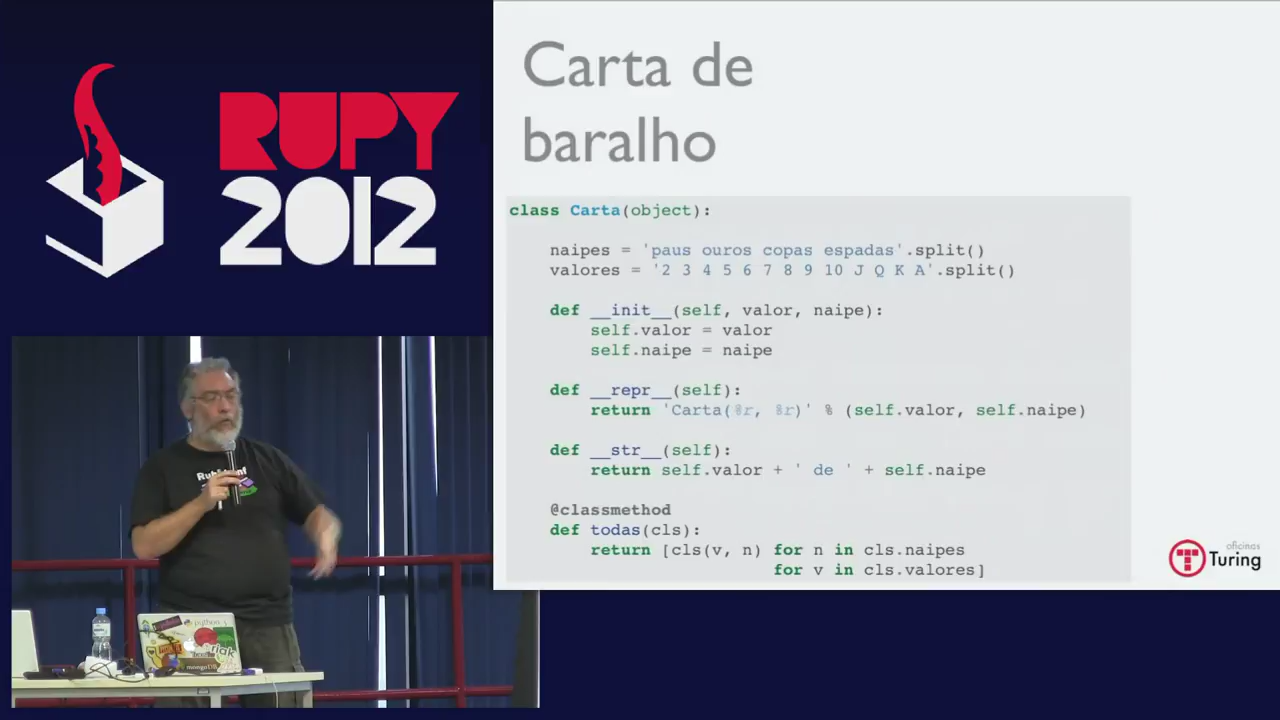 RUPY
2012
Carta de
baralho
class Carta(object):
naipes = 'paus ouros copas espadas'.split()
valores = '2 3 4 5 6 7 8 9 10 J Q K A'.split()
def __init__(self, valor, naipe):
self.valor = valor
self.naipe = naipe
def __repr__(self):
return 'Carta(%r, %r)' % (self.valor, self.naipe)
def __str__(self):
return self.valor + ' de ' + self.naipe
@classmethod
def todas(cls):
return [cls(v, n) for n in cls.naipes
for v in cls.valores]
oficinas
Turing
python
mongoDB